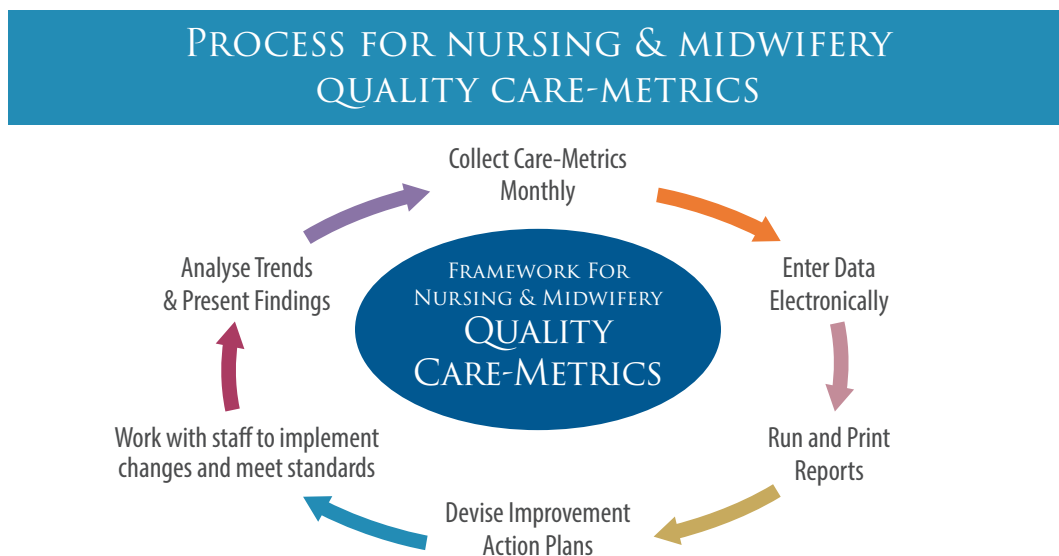 PROCESS FOR NURSING & MIDWIFERY
QUALITY CARE-METRICS
Collect Care-Metrics
Monthly
Enter Data
Electronically
Run and Print
Reports
Devise Improvement
Action Plans
Work with staff to implement
changes and meet standards
Analyse Trends
& Present Findings
FRAMEWORK FOR
NURSING & MIDWIFERY
QUALITY
CARE-METRICS